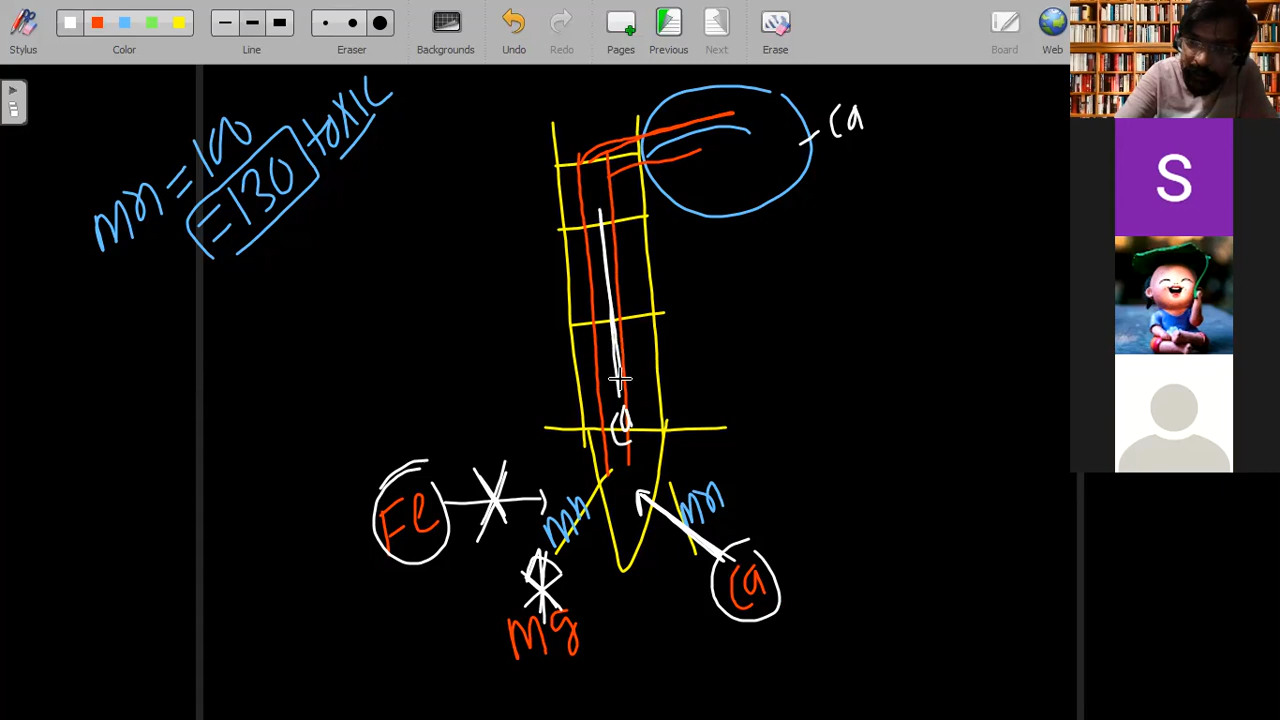 Stylus
Color
Line
Eraser
Backgrounds
Undo
Redo
Pages
Previous
Next
Erase
Board
Web
mn = 100
= 130 toxic
Ca
S
Ca
Fe
mn
mn
Mg
Ca